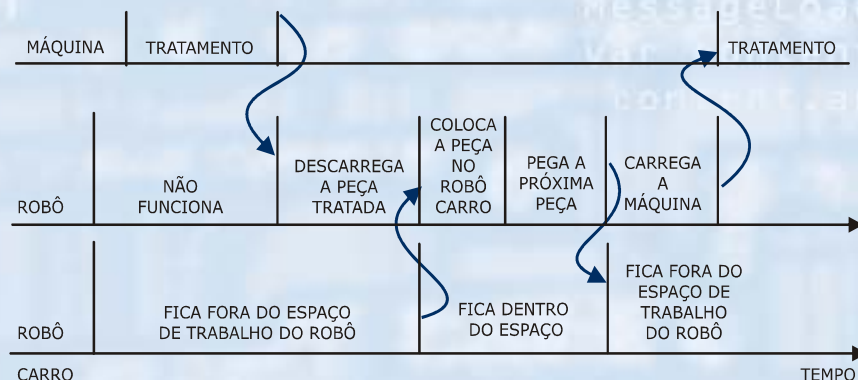 MÁQUINA
TRATAMENTO
TRATAMENTO
ROBÔ
NÃO
FUNCIONA
DESCARREGA
A PEÇA
TRATADA
COLOCA
A PEÇA
NO
ROBÔ
CARRO
PEGA A
PRÓXIMA
PEÇA
CARREGA
A
MÁQUINA
ROBÔ
CARRO
FICA FORA DO ESPAÇO
DE TRABALHO DO ROBÔ
FICA DENTRO
DO ESPAÇO
FICA FORA DO
ESPAÇO DE
TRABALHO
DO ROBÔ
TEMPO